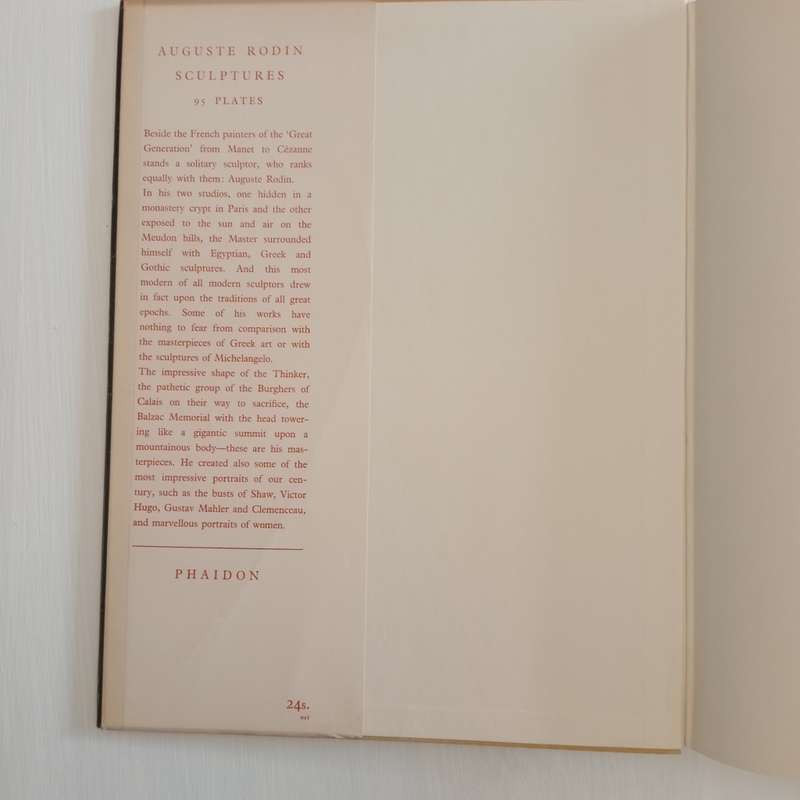 AUGUSTE RODIN
SCULPTURES
95 PLATES
Beside the French painters of the ‘Great
Generation’ from Manet to Cézanne
stands a solitary sculptor, who ranks
equally with them: Auguste Rodin.
In his two studios, one hidden in a
monastery crypt in Paris and the other
exposed to the sun and air on the
Meudon hills, the Master surrounded
himself with Egyptian, Greek and
Gothic sculptures. And this most
modern of all modern sculptors drew
in fact upon the traditions of all great
epochs. Some of his works have
nothing to fear from comparison with
the masterpieces of Greek art or with
the sculptures of Michelangelo.
The impressive shape of the Thinker,
the pathetic group of the Burghers of
Calais on their way to sacrifice, the
Balzac Memorial with the head tower-
ing like a gigantic summit upon a
mountainous body—these are his mas-
terpieces. He created also some of the
most impressive portraits of our cen-
tury, such as the busts of Shaw, Victor
Hugo, Gustav Mahler and Clemenceau,
and marvellous portraits of women.
PHAIDON
24s.
net